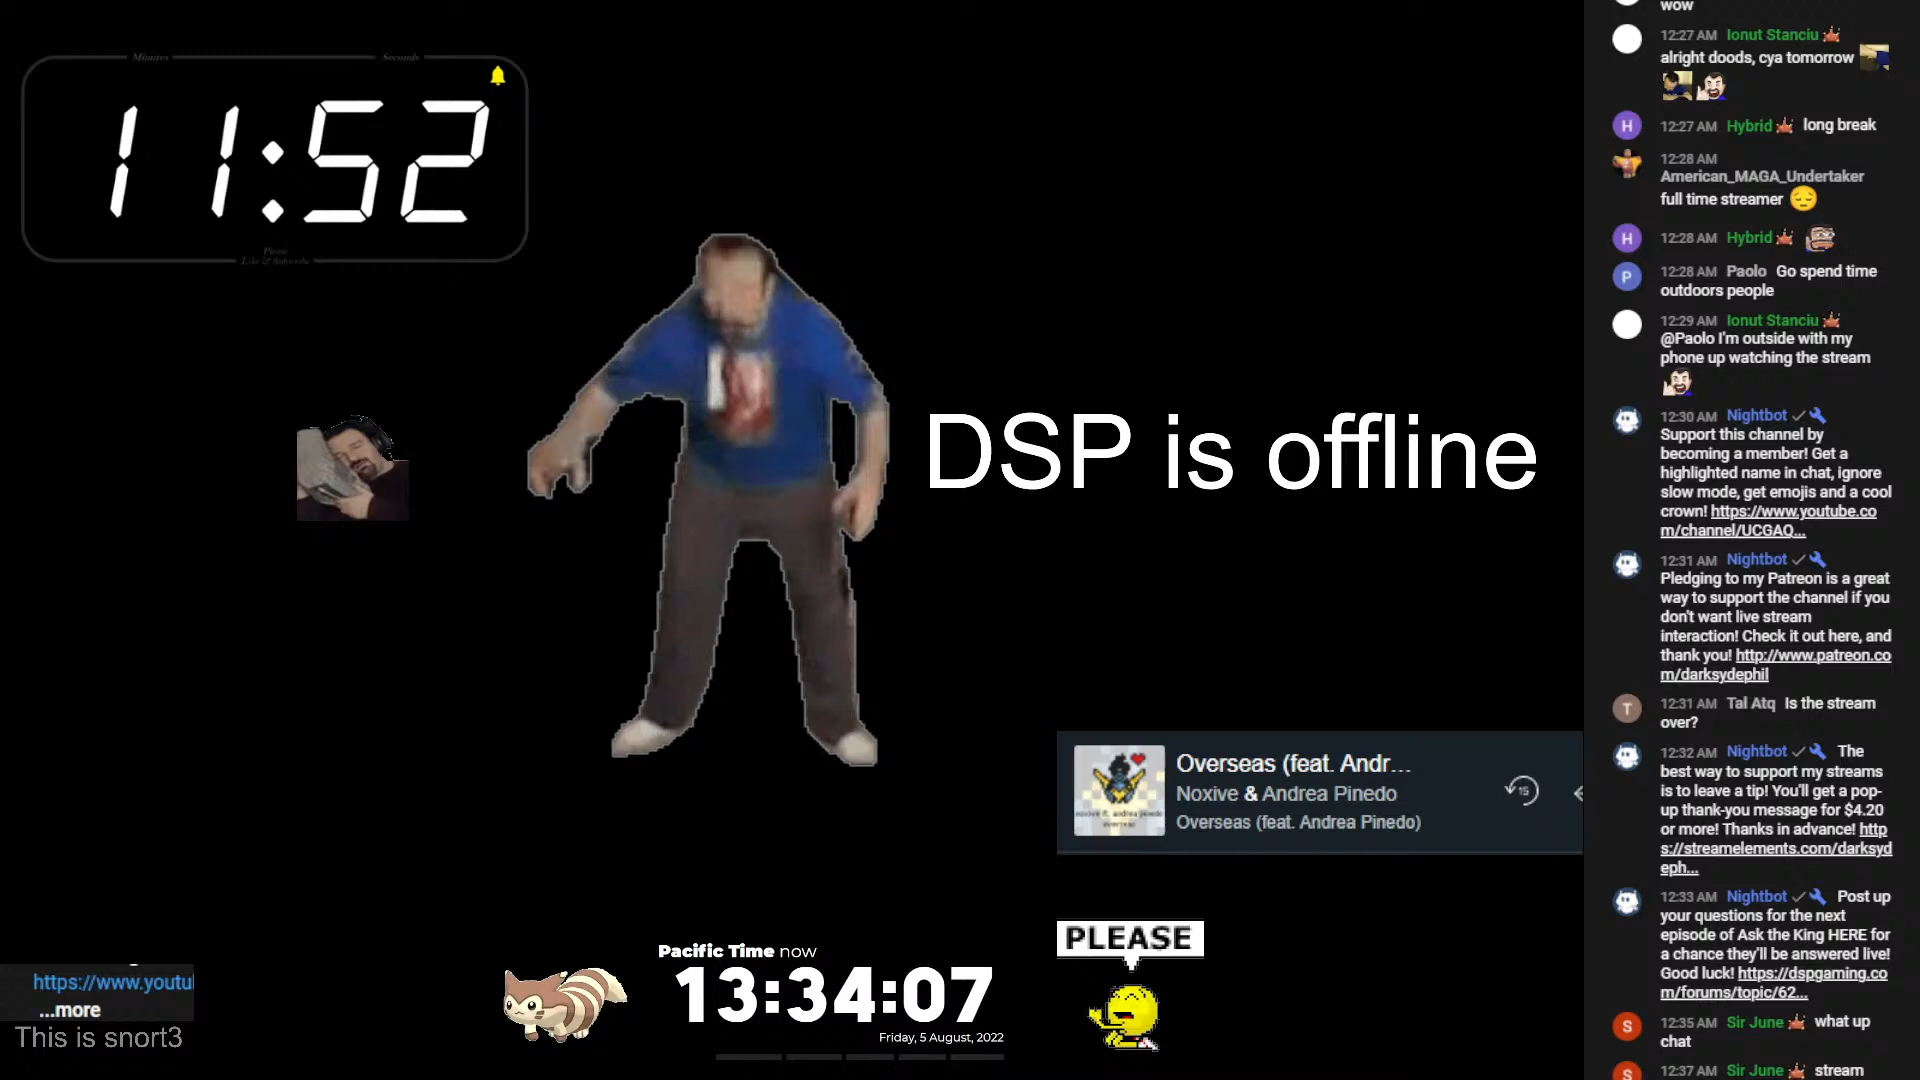 Minutes
Seconds
11:52
Please
Like & Subscribe
DSP is offline
Overseas (feat. Andr...
Noxive & Andrea Pinedo
Overseas (feat. Andrea Pinedo)
15
PLEASE
Pacific Time now
13:34:07
Friday, 5 August, 2022
https://www.youtu
...more
This is snort3
wow
12:27 AM Ionut Stanciu
alright doods, cya tomorrow
H 12:27 AM Hybrid long break
12:28 AM
American_MAGA_Undertaker
full time streamer
H 12:28 AM Hybrid
P 12:28 AM Paolo Go spend time
outdoors people
12:29 AM Ionut Stanciu
@Paolo I'm outside with my
phone up watching the stream
12:30 AM Nightbot
Support this channel by
becoming a member! Get a
highlighted name in chat, ignore
slow mode, get emojis and a cool
crown! https://www.youtube.co
m/channel/UCGAQ...
12:31 AM Nightbot
Pledging to my Patreon is a great
way to support the channel if you
don't want live stream
interaction! Check it out here, and
thank you! http://www.patreon.co
m/darksydephil
T 12:31 AM Tal Atq Is the stream
over?
12:32 AM Nightbot The
best way to support my streams
is to leave a tip! You'll get a pop-
up thank-you message for $4.20
or more! Thanks in advance! http
s://streamelements.com/darksyd
eph...
12:33 AM Nightbot Post up
your questions for the next
episode of Ask the King HERE for
a chance they'll be answered live!
Good luck! https://dspgaming.co
m/forums/topic/62...
S 12:35 AM Sir June what up
chat
S 12:37 AM Sir June stream